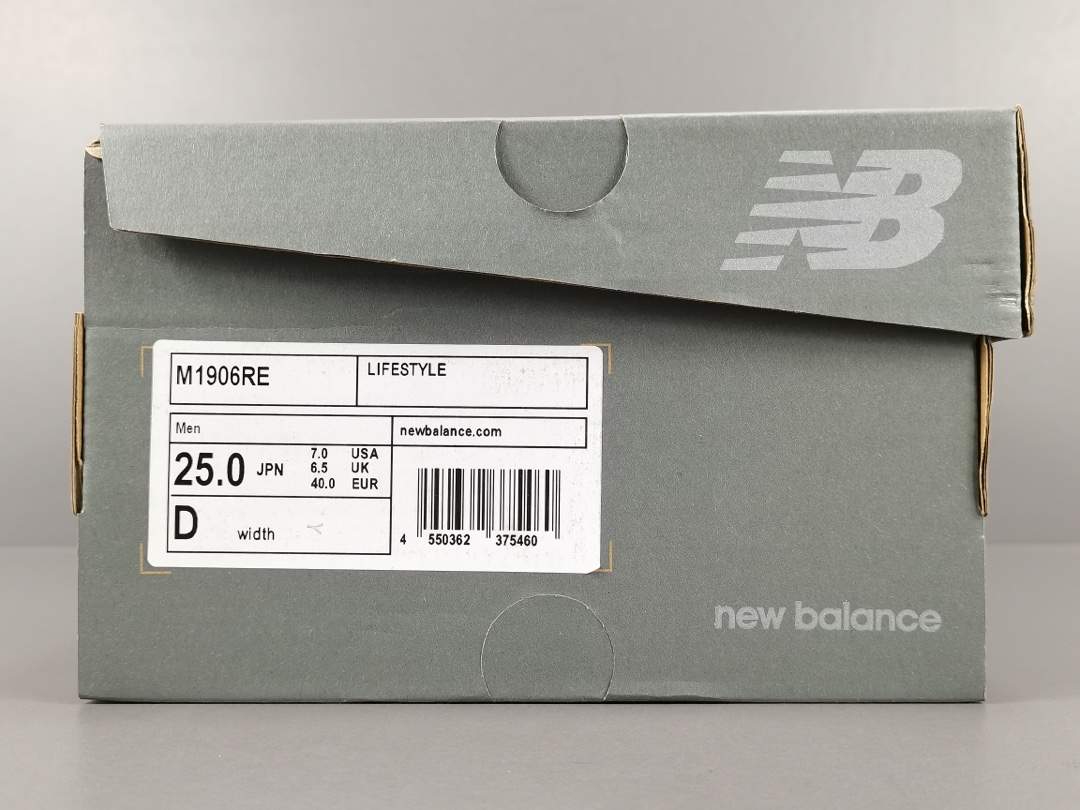 NB
M1906RE
LIFESTYLE
Men
newbalance.com
25.0 JPN
7.0 USA
6.5 UK
40.0 EUR
D width
4 550362 375460
new balance